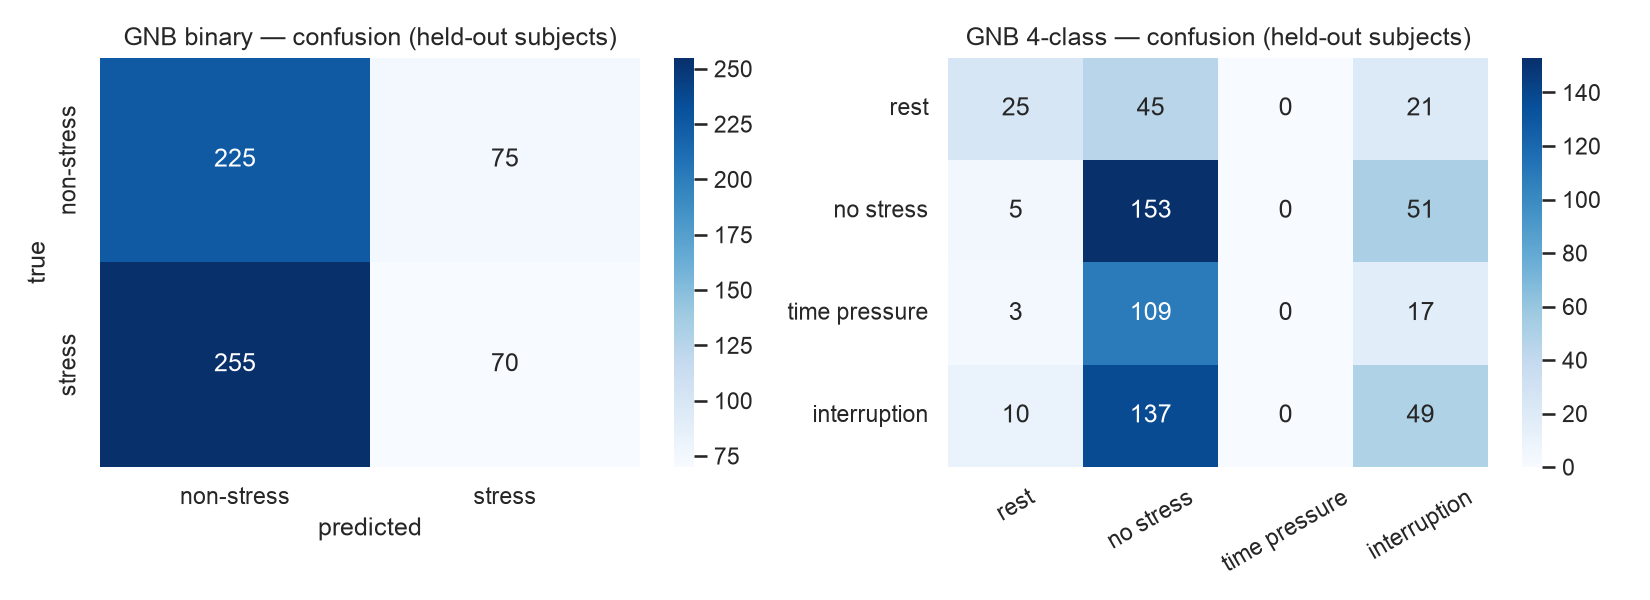 GNB binary — confusion (held-out subjects)
non-stress
stress
true
225
75
255
70
non-stress
stress
predicted
250
225
200
175
150
125
100
75
GNB 4-class — confusion (held-out subjects)
rest
25
45
0
21
no stress
5
153
0
51
time pressure
3
109
0
17
interruption
10
137
0
49
rest
no stress
time pressure
interruption
140
120
100
80
60
40
20
0